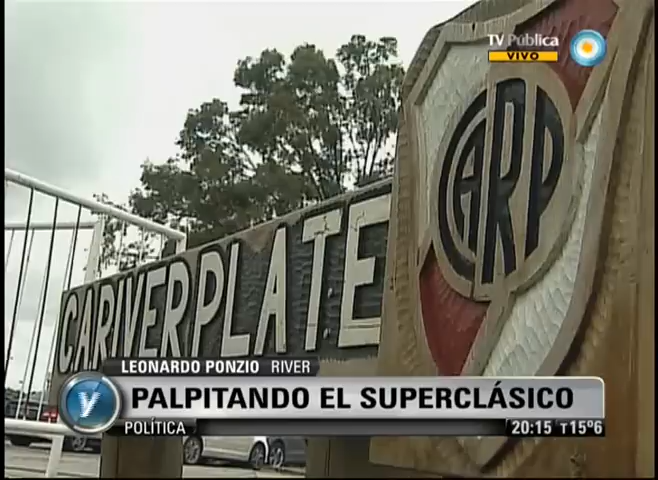 TV Pública
VIVO
CARP
CARIVERPLATE
LEONARDO PONZIO RIVER
PALPITANDO EL SUPERCLÁSICO
POLÍTICA
20:15 T15°6